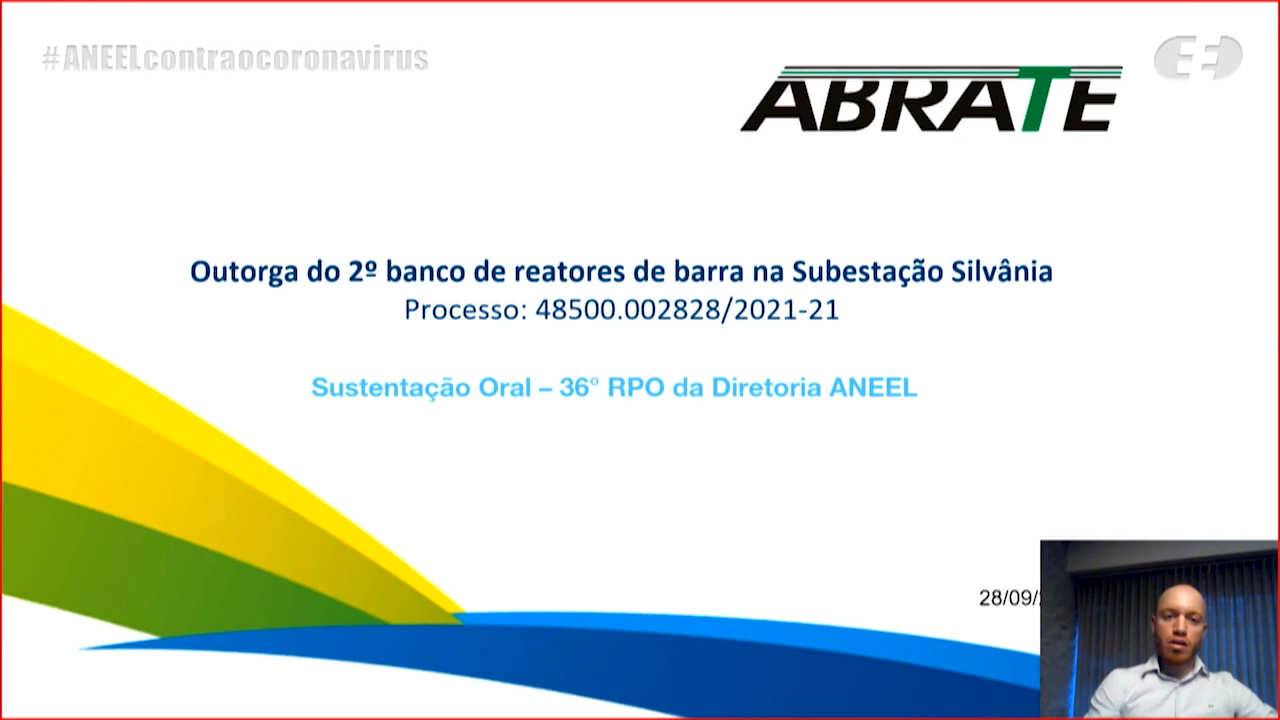 #ANEELcontraocoronavirus
ABRATE
Outorga do 2º banco de reatores de barra na Subestação Silvânia
Processo: 48500.002828/2021-21
Sustentação Oral – 36° RPO da Diretoria ANEEL
28/09/